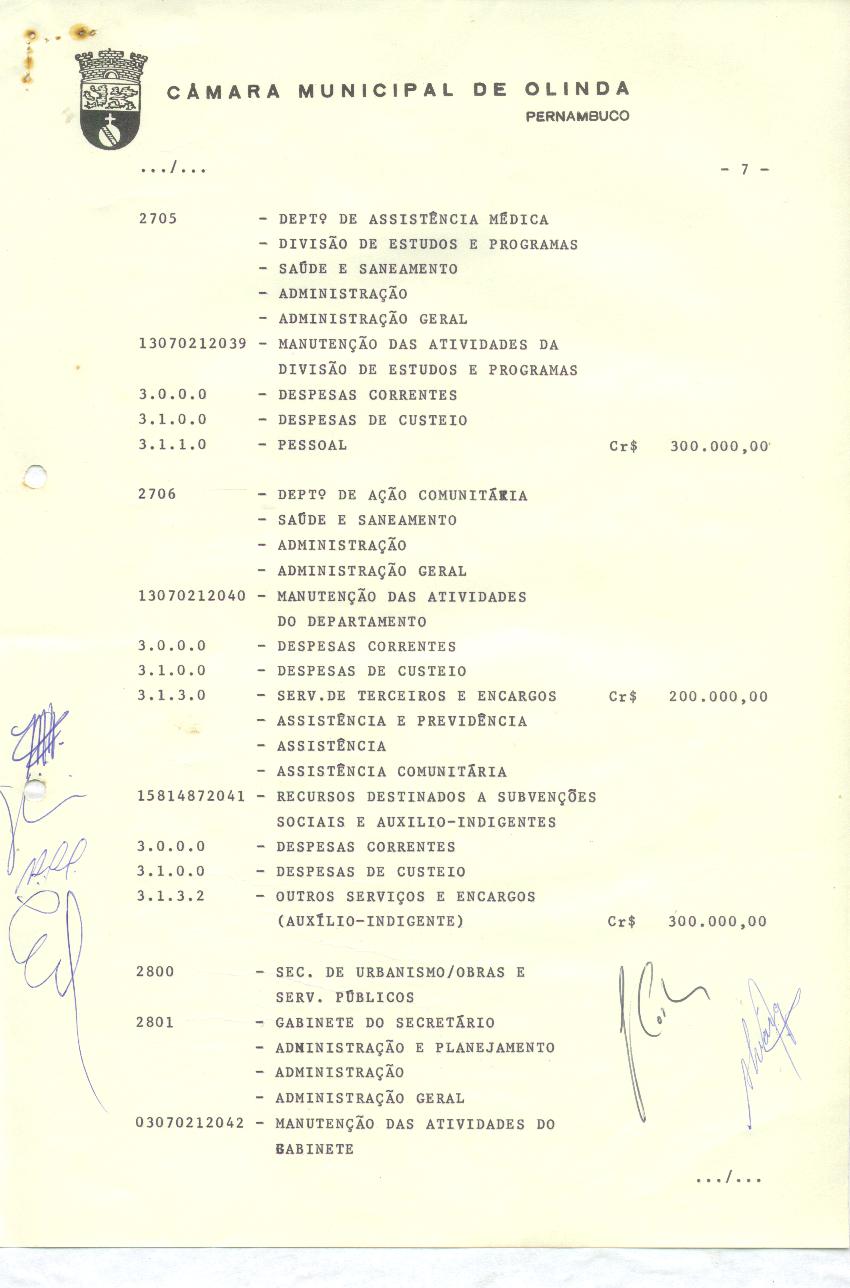 CÂMARA MUNICIPAL DE OLINDA
PERNAMBUCO
.../... - 7 -
2705 - DEPTº DE ASSISTÊNCIA MÉDICA
- DIVISÃO DE ESTUDOS E PROGRAMAS
- SAÚDE E SANEAMENTO
- ADMINISTRAÇÃO
- ADMINISTRAÇÃO GERAL
13070212039 - MANUTENÇÃO DAS ATIVIDADES DA
DIVISÃO DE ESTUDOS E PROGRAMAS
3.0.0.0 - DESPESAS CORRENTES
3.1.0.0 - DESPESAS DE CUSTEIO
3.1.1.0 - PESSOAL Cr$ 300.000,00
2706 - DEPTº DE AÇÃO COMUNITÁRIA
- SAÚDE E SANEAMENTO
- ADMINISTRAÇÃO
- ADMINISTRAÇÃO GERAL
13070212040 - MANUTENÇÃO DAS ATIVIDADES
DO DEPARTAMENTO
3.0.0.0 - DESPESAS CORRENTES
3.1.0.0 - DESPESAS DE CUSTEIO
3.1.3.0 - SERV.DE TERCEIROS E ENCARGOS Cr$ 200.000,00
- ASSISTÊNCIA E PREVIDÊNCIA
- ASSISTÊNCIA
- ASSISTÊNCIA COMUNITÁRIA
15814872041 - RECURSOS DESTINADOS A SUBVENÇÕES
SOCIAIS E AUXILIO-INDIGENTES
3.0.0.0 - DESPESAS CORRENTES
3.1.0.0 - DESPESAS DE CUSTEIO
3.1.3.2 - OUTROS SERVIÇOS E ENCARGOS
(AUXÍLIO-INDIGENTE) Cr$ 300.000,00
2800 - SEC. DE URBANISMO/OBRAS E
SERV. PÚBLICOS
2801 - GABINETE DO SECRETÁRIO
- ADMINISTRAÇÃO E PLANEJAMENTO
- ADMINISTRAÇÃO
- ADMINISTRAÇÃO GERAL
03070212042 - MANUTENÇÃO DAS ATIVIDADES DO
GABINETE
.../...